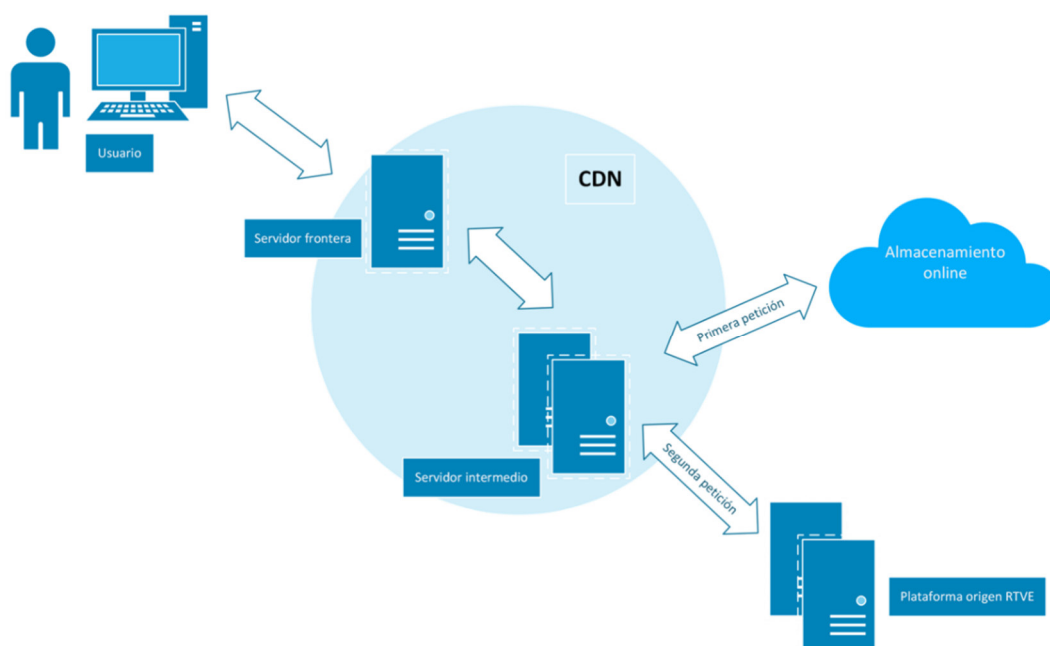 Usuario
CDN
Servidor frontera
Almacenamiento
online
Primera petición
Servidor intermedio
Segunda petición
Plataforma origen RTVE